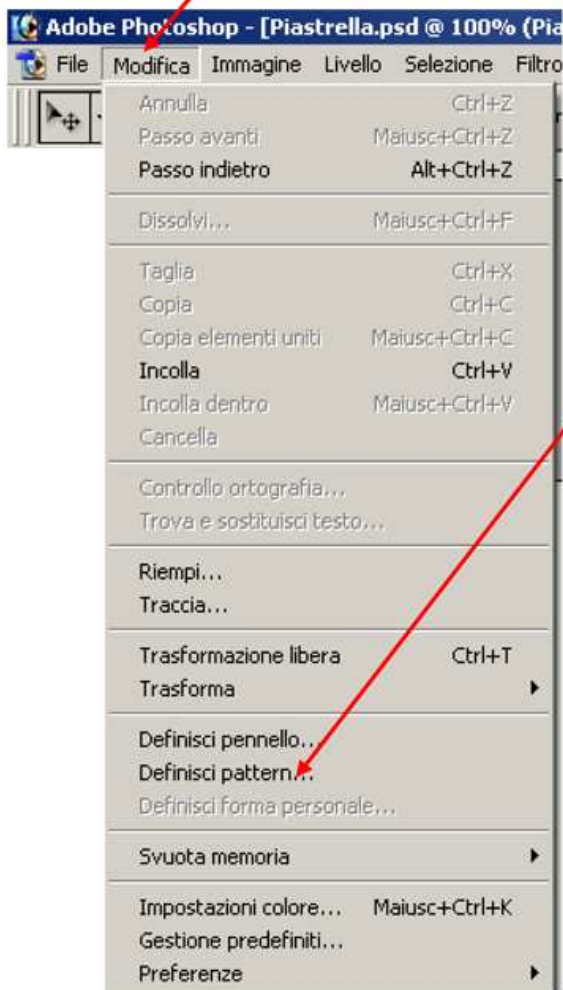 Adobe Photoshop - [Piastrella.psd @ 100% (Pia
File Modifica Immagine Livello Selezione Filtro
Annulla Ctrl+Z
Passo avanti Maiusc+Ctrl+Z
Passo indietro Alt+Ctrl+Z
Dissolvi... Maiusc+Ctrl+F
Taglia Ctrl+X
Copia Ctrl+C
Copia elementi uniti Maiusc+Ctrl+C
Incolla Ctrl+V
Incolla dentro Maiusc+Ctrl+V
Cancella
Controllo ortografia...
Trova e sostituisci testo...
Riempi...
Traccia...
Trasformazione libera Ctrl+T
Trasforma
Definisci pennello...
Definisci pattern...
Definisci forma personale...
Svuota memoria
Impostazioni colore... Maiusc+Ctrl+K
Gestione predefiniti...
Preferenze